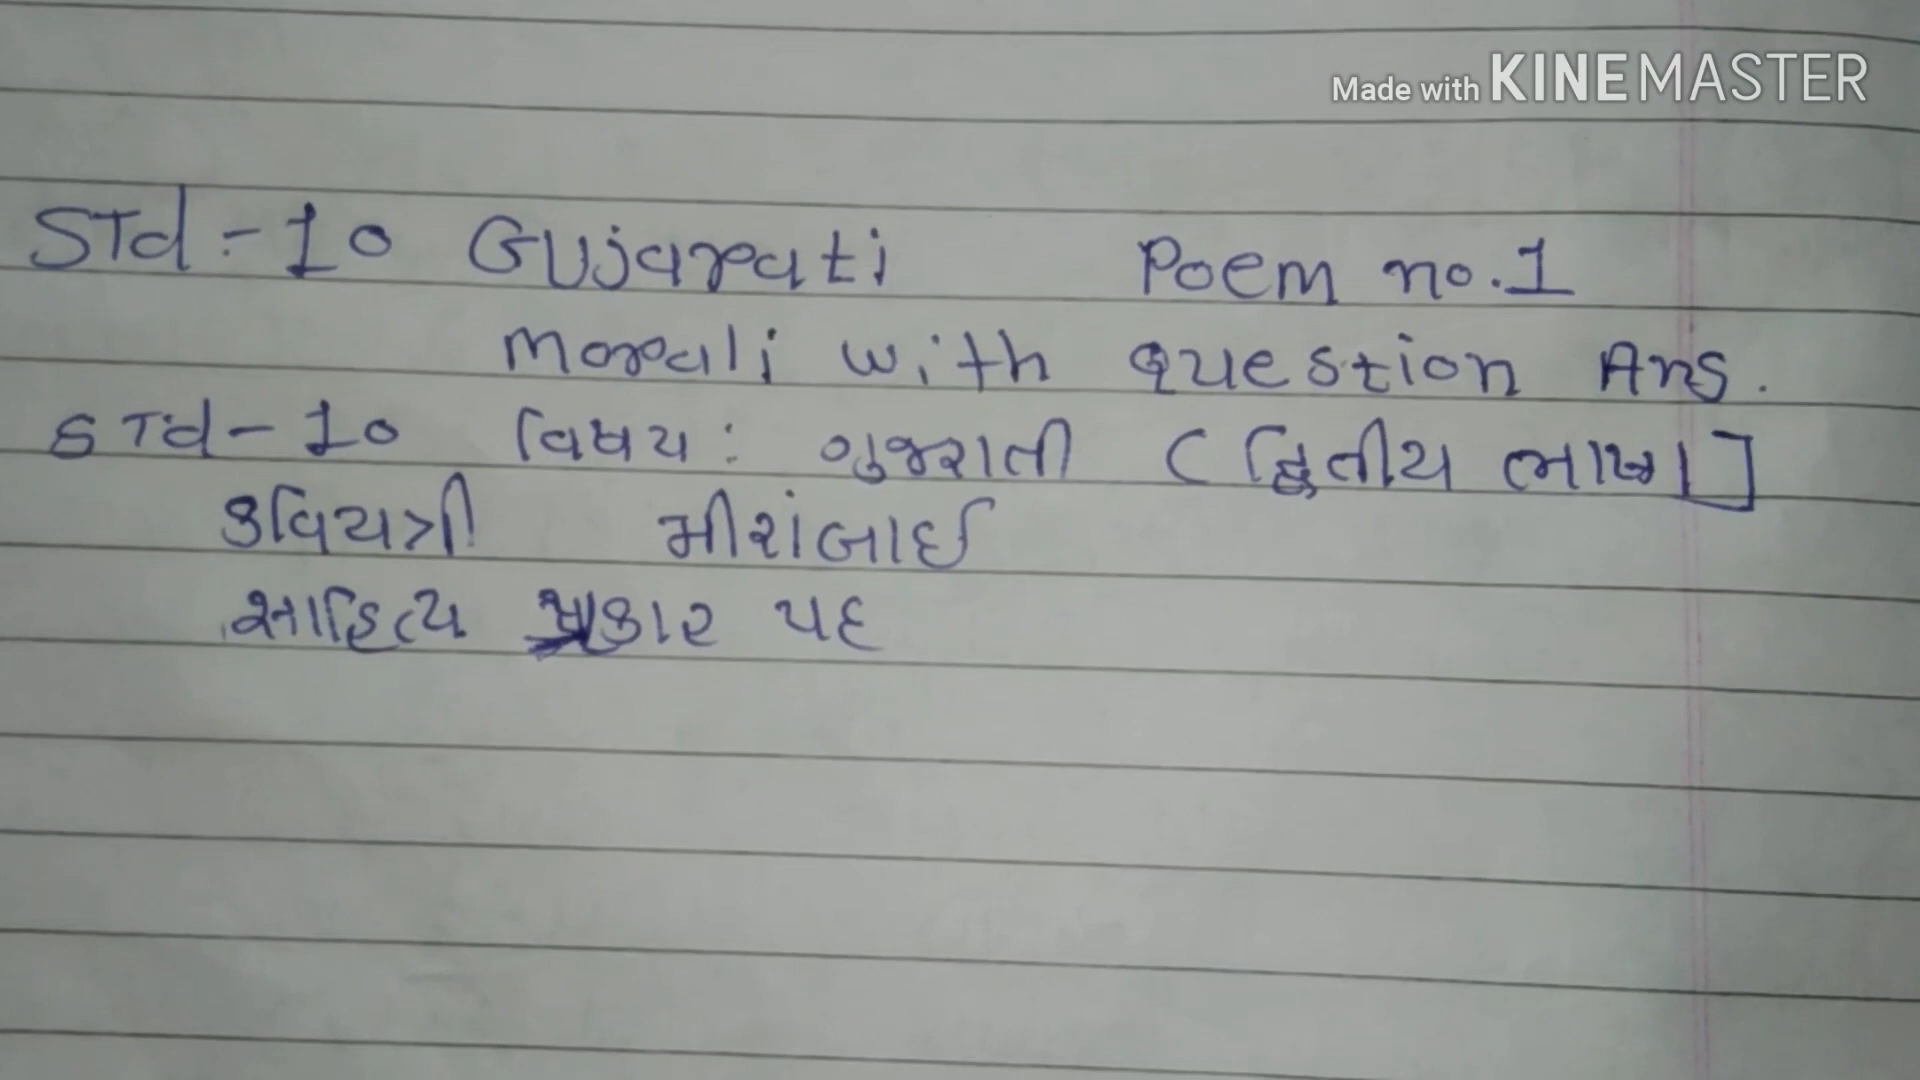 Made with KINEMASTER
STd - 10 Gujarati Poem no. 1
Morali with question Ans.
STd - 10 વિષય : ગુજરાતી ( દ્વિતીય ભાષા ]
કવિયત્રી મીરાંબાઈ
સાહિત્ય પ્રકાર પદ